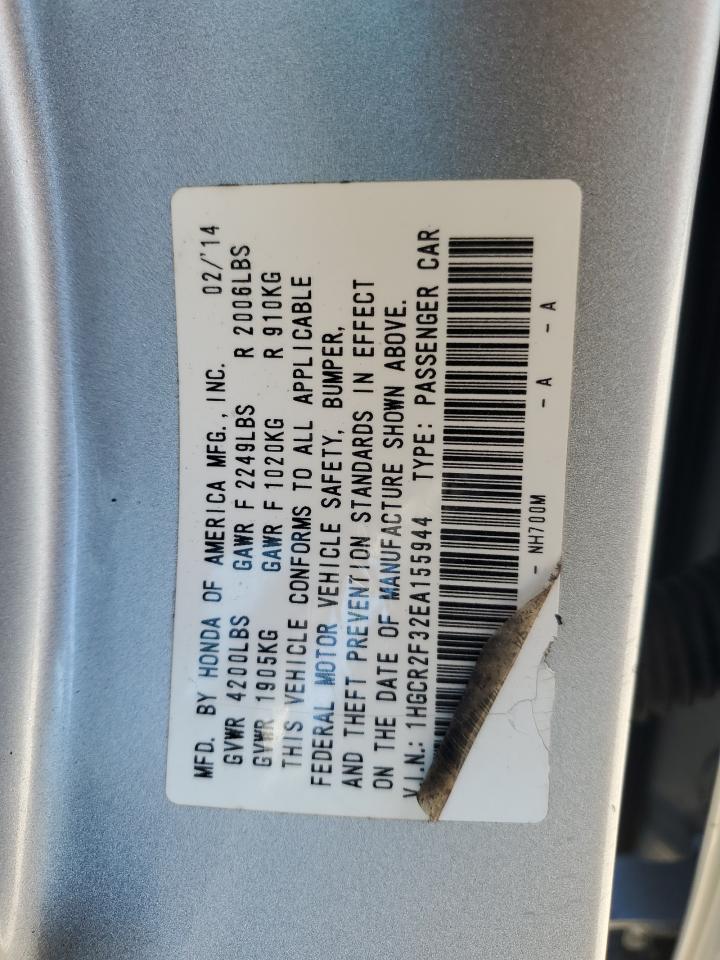 MFD. BY HONDA OF AMERICA MFG., INC. 02/'14
GVWR 4200LBS GAWR F 2249LBS R 2006LBS
GVWR 1905KG GAWR F 1020KG R 910KG
THIS VEHICLE CONFORMS TO ALL APPLICABLE
FEDERAL MOTOR VEHICLE SAFETY, BUMPER,
AND THEFT PREVENTION STANDARDS IN EFFECT
ON THE DATE OF MANUFACTURE SHOWN ABOVE.
V.I.N.: 1HGCR2F32EA155944 TYPE: PASSENGER CAR
- NH700M - A - A